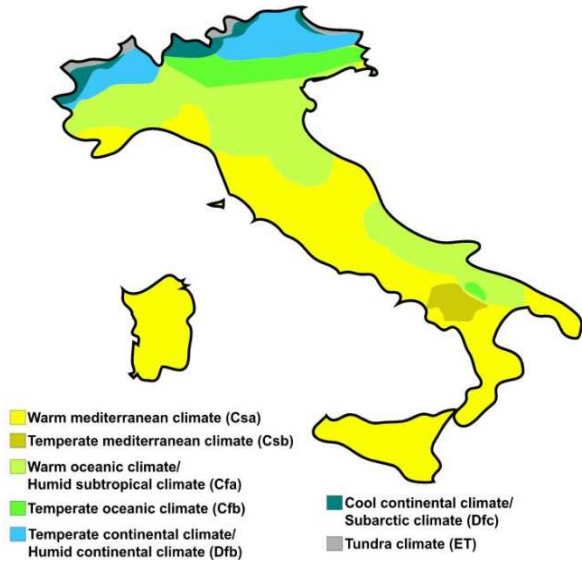 Warm mediterranean climate (Csa)
Temperate mediterranean climate (Csb)
Warm oceanic climate/
Humid subtropical climate (Cfa)
Temperate oceanic climate (Cfb)
Temperate continental climate/
Humid continental climate (Dfb)
Cool continental climate/
Subarctic climate (Dfc)
Tundra climate (ET)